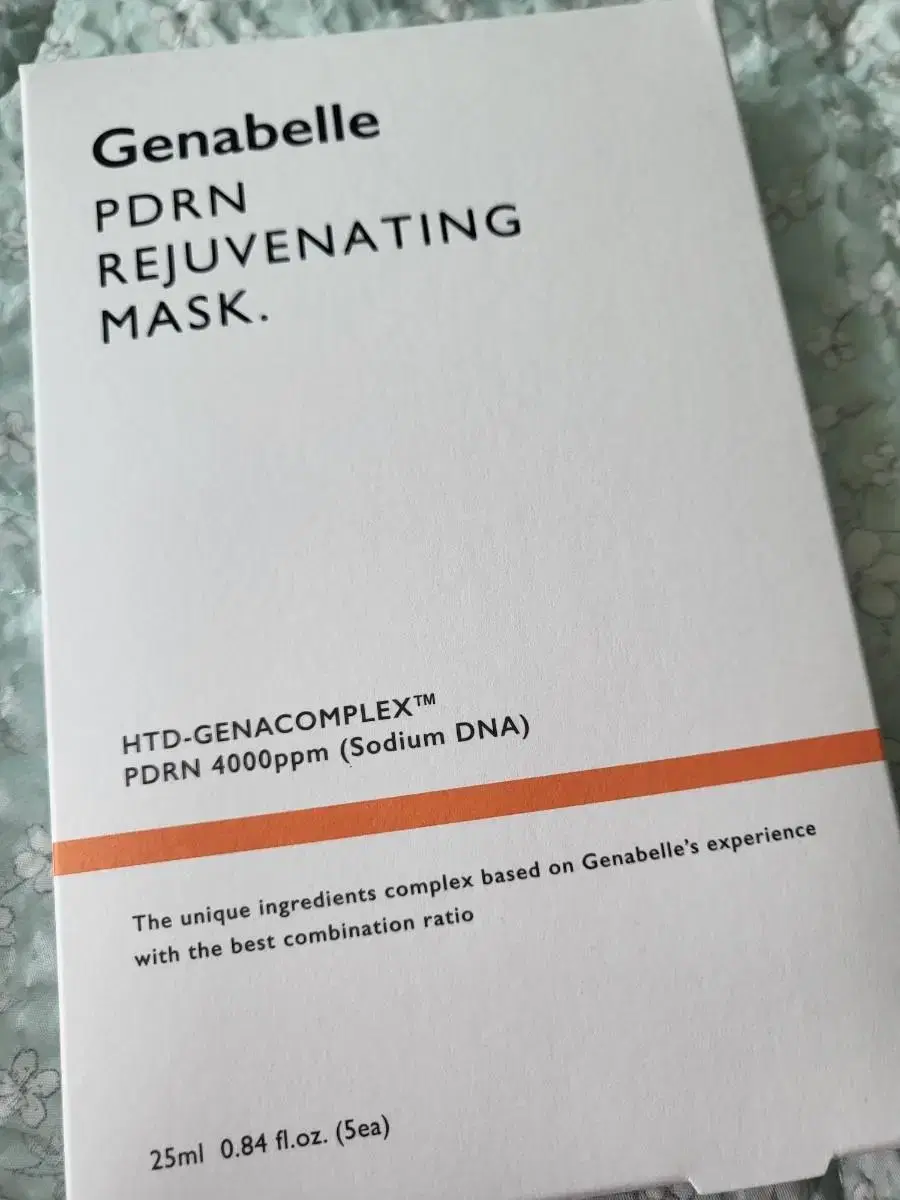 Genabelle
PDRN
REJUVENATING
MASK.
HTD-GENACOMPLEX™
PDRN 4000ppm (Sodium DNA)
The unique ingredients complex based on Genabelle's experience
with the best combination ratio
25ml 0.84 fl.oz. (5ea)